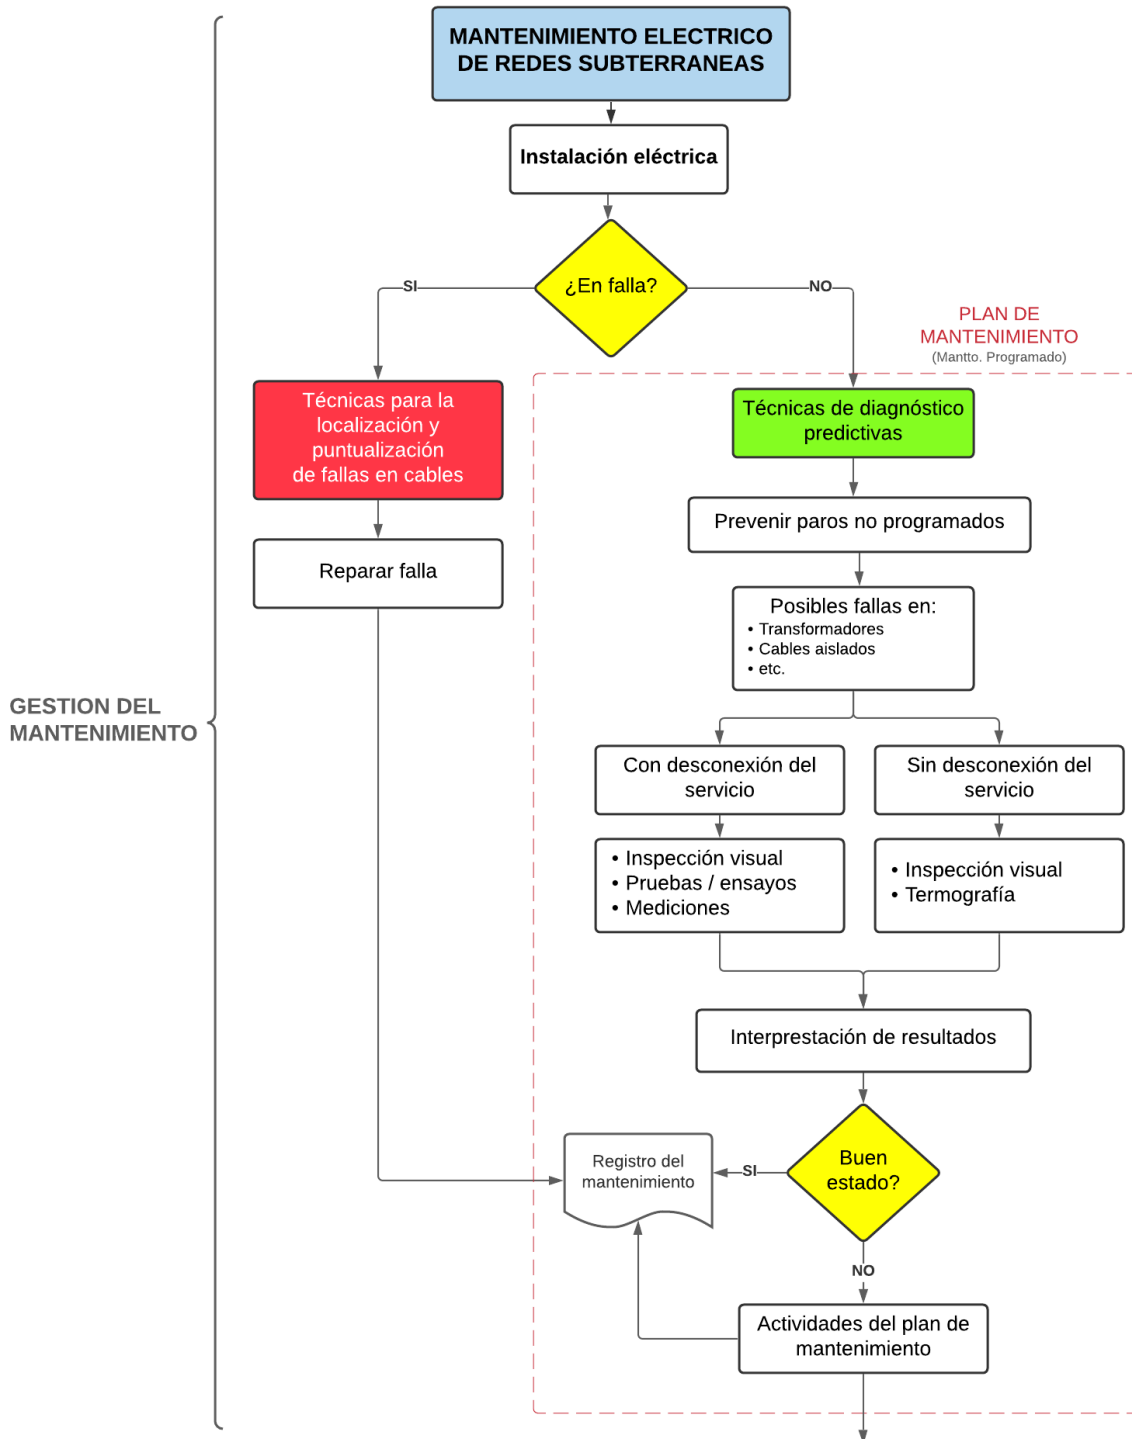 MANTENIMIENTO ELECTRICO
DE REDES SUBTERRANEAS
Instalación eléctrica
¿En falla?
SI
NO
PLAN DE
MANTENIMIENTO
(Mantto. Programado)
Técnicas para la
localización y
puntualización
de fallas en cables
Técnicas de diagnóstico
predictivas
Reparar falla
Prevenir paros no programados
Posibles fallas en:
• Transformadores
• Cables aislados
• etc.
GESTION DEL
MANTENIMIENTO
Con desconexión del
servicio
Sin desconexión del
servicio
• Inspección visual
• Pruebas / ensayos
• Mediciones
• Inspección visual
• Termografía
Interprestación de resultados
Buen
estado?
SI
Registro del
mantenimiento
NO
Actividades del plan de
mantenimiento